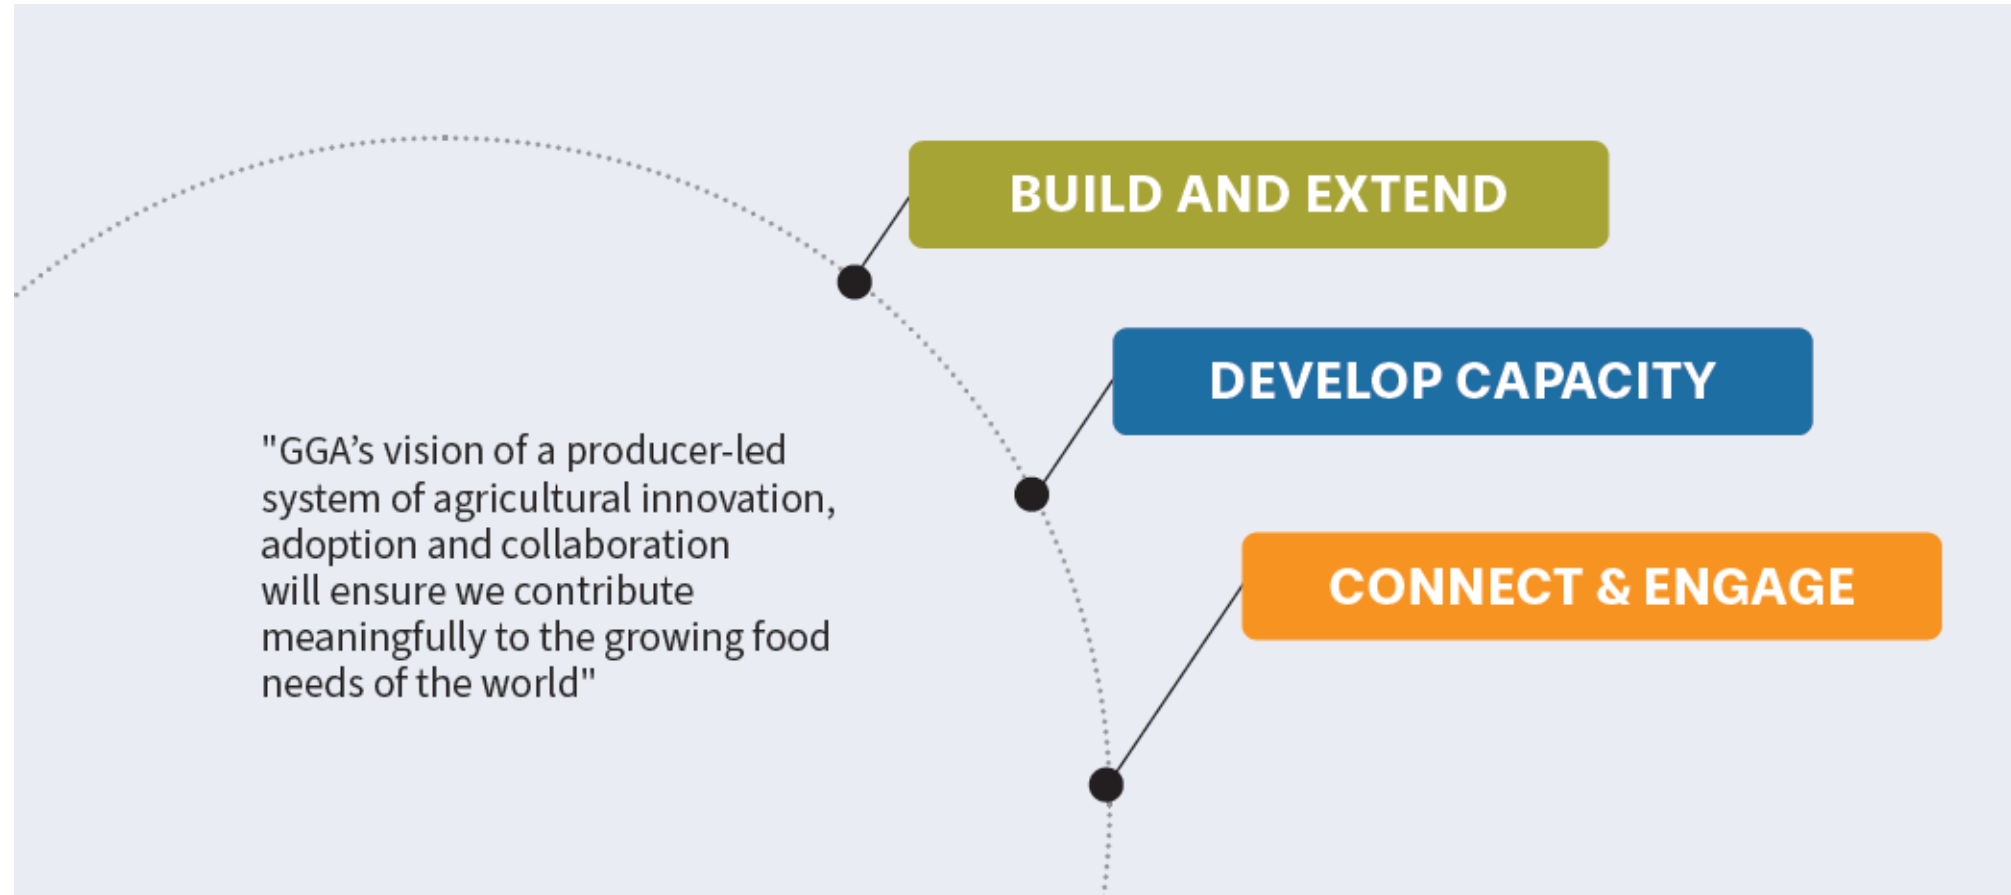 BUILD AND EXTEND
DEVELOP CAPACITY
CONNECT & ENGAGE
"GGA’s vision of a producer-led
system of agricultural innovation,
adoption and collaboration
will ensure we contribute
meaningfully to the growing food
needs of the world"